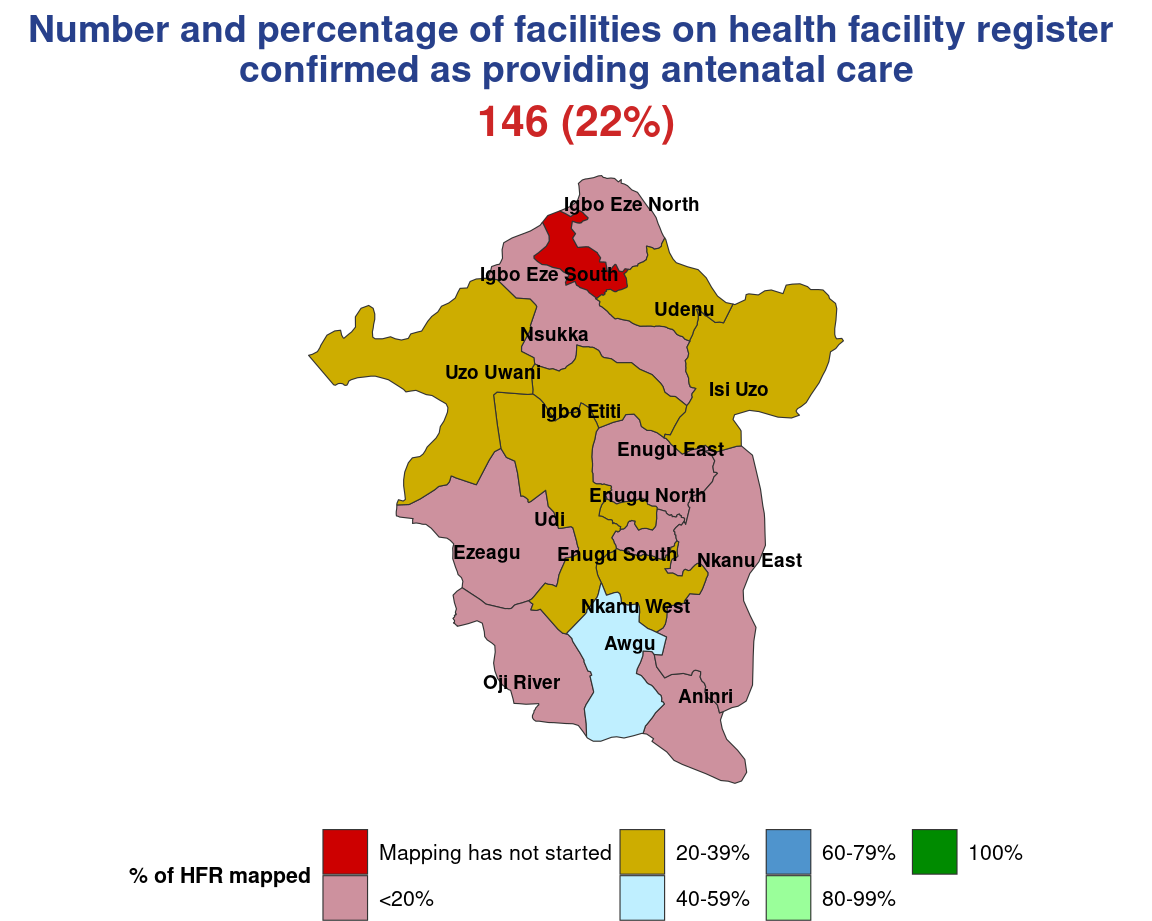 Number and percentage of facilities on health facility register
confirmed as providing antenatal care
146 (22%)
Igbo Eze North
Igbo Eze South
Udenu
Nsukka
Uzo Uwani
Isi Uzo
Igbo Etiti
Enugu East
Enugu North
Udi
Ezeagu
Enugu South
Nkanu East
Nkanu West
Awgu
Oji River
Aninri
% of HFR mapped
Mapping has not started
<20%
20-39%
40-59%
60-79%
80-99%
100%